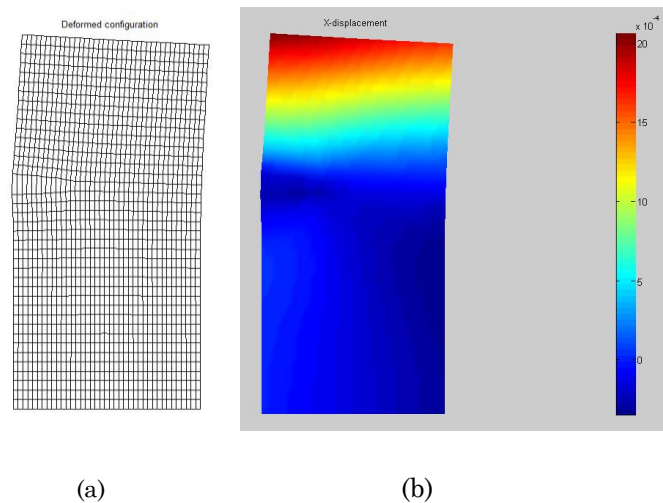 Deformed configuration
X-displacement
x 10⁻⁴
20
15
10
5
0
(a)
(b)